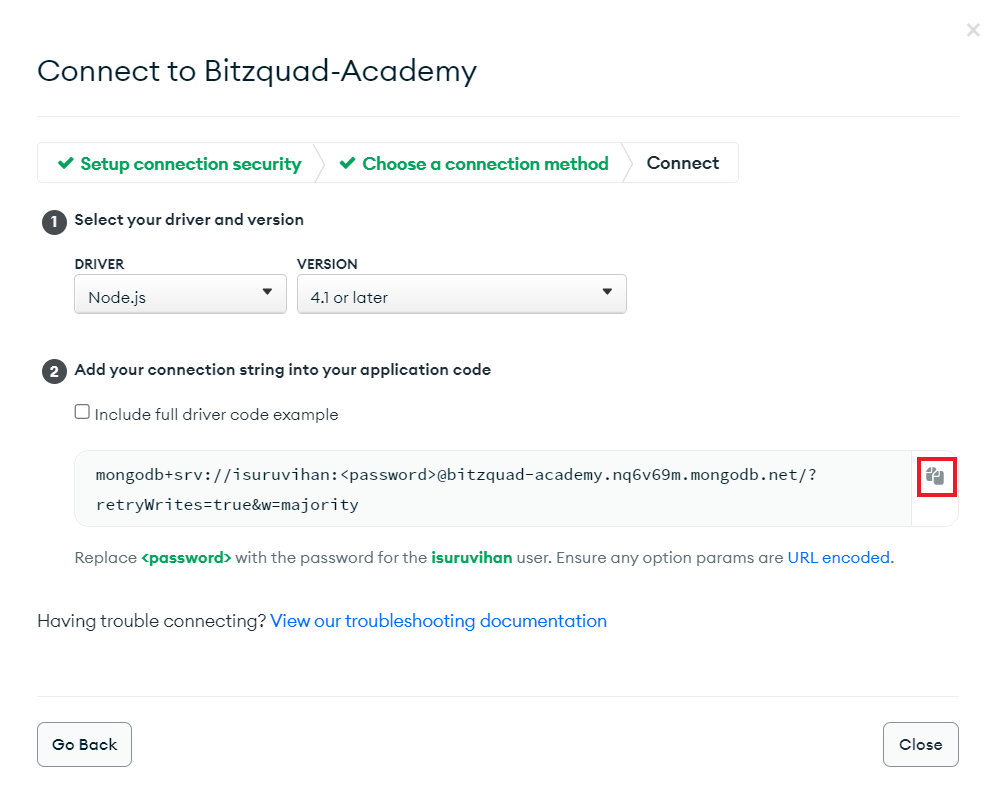 Connect to Bitzquad-Academy
Setup connection security
Choose a connection method
Connect
1 Select your driver and version
DRIVER
VERSION
Node.js
4.1 or later
2 Add your connection string into your application code
Include full driver code example
mongodb+srv://isuruvihan:<password>@bitzquad-academy.nq6v69m.mongodb.net/?
retryWrites=true&w=majority
Replace <password> with the password for the isuruvihan user. Ensure any option params are URL encoded.
Having trouble connecting? View our troubleshooting documentation
Go Back
Close